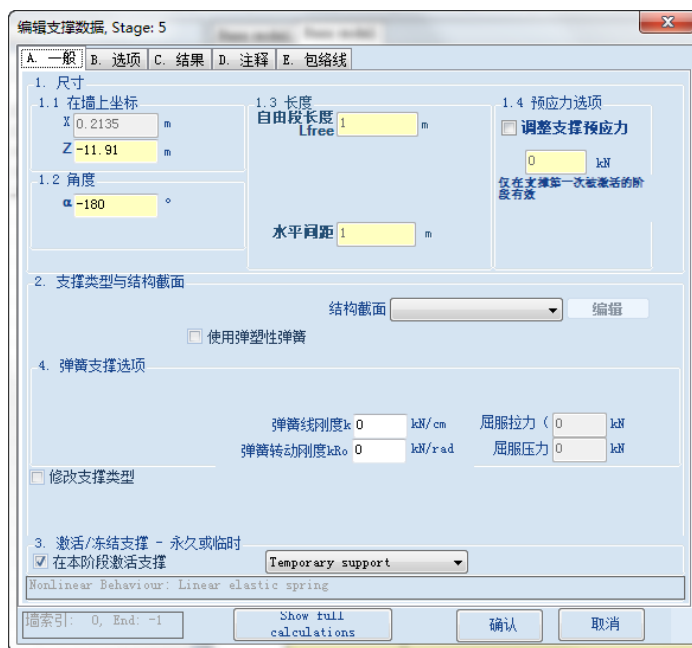 编辑支撑数据, Stage: 5
A. 一般 B. 选项 C. 结果 D. 注释 E. 包络线
1. 尺寸
1.1 在墙上坐标
X 0.2135 m
Z -11.91 m
1.2 角度
α -180 °
1.3 长度
自由段长度
Lfree 1 m
水平间距 1 m
1.4 预应力选项
调整支撑预应力
0 kN
仅在支撑第一次被激活的阶
段有效
2. 支撑类型与结构截面
结构截面 编辑
使用弹塑性弹簧
4. 弹簧支撑选项
弹簧线刚度k 0 kN/cm 屈服拉力 ( 0 kN
弹簧转动刚度kRo 0 kN/rad 屈服压力 0 kN
修改支撑类型
3. 激活/冻结支撑 - 永久或临时
在本阶段激活支撑 Temporary support
Nonlinear Behaviour: Linear elastic spring
墙索引: 0, End: -1 Show full
calculations 确认 取消